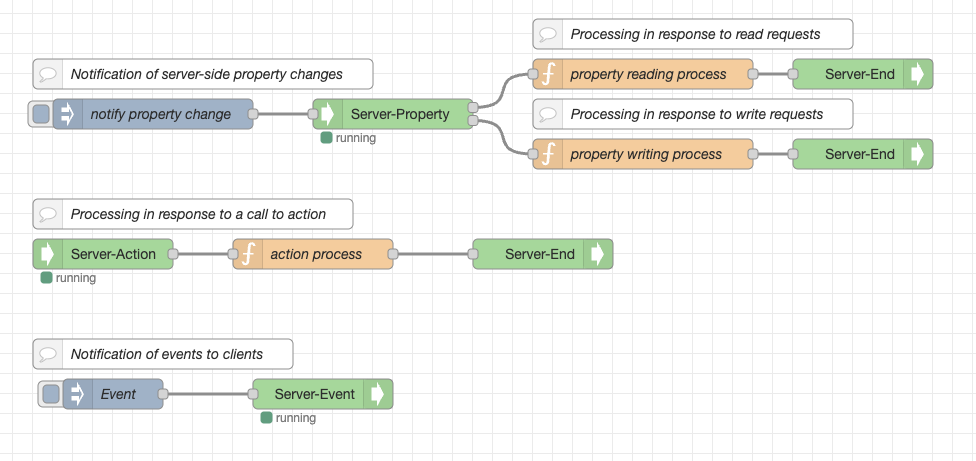 Processing in response to read requests
Notification of server-side property changes
property reading process
Server-End
notify property change
Server-Property
Processing in response to write requests
running
property writing process
Server-End
Processing in response to a call to action
Server-Action
action process
Server-End
running
Notification of events to clients
Event
Server-Event
running